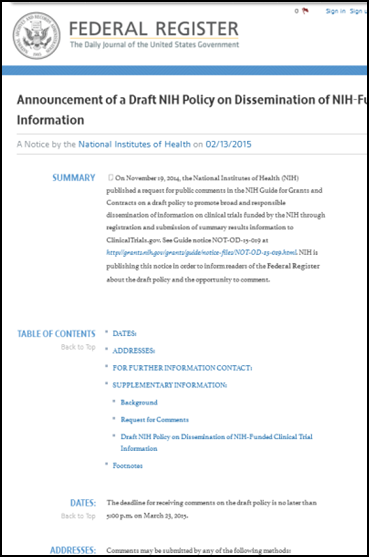 0 Sign in Sign
FEDERAL REGISTER
The Daily Journal of the United States Government
Announcement of a Draft NIH Policy on Dissemination of NIH-Fu
Information
A Notice by the National Institutes of Health on 02/13/2015
SUMMARY
On November 19, 2014, the National Institutes of Health (NIH)
published a request for public comments in the NIH Guide for Grants and
Contracts on a draft policy to promote broad and responsible
dissemination of information on clinical trials funded by the NIH through
registration and submission of summary results information to
ClinicalTrials.gov. See Guide notice NOT-OD-15-019 at
http://grants.nih.gov/grants/guide/notice-files/NOT-OD-15-019.html. NIH is
publishing this notice in order to inform readers of the Federal Register
about the draft policy and the opportunity to comment.
TABLE OF CONTENTS
Back to Top
DATES:
ADDRESSES:
FOR FURTHER INFORMATION CONTACT:
SUPPLEMENTARY INFORMATION:
Background
Request for Comments
Draft NIH Policy on Dissemination of NIH-Funded Clinical Trial
Information
Footnotes
DATES:
Back to Top
The deadline for receiving comments on the draft policy is no later than
5:00 p.m. on March 23, 2015.
ADDRESSES:
Comments may be submitted by any of the following methods: